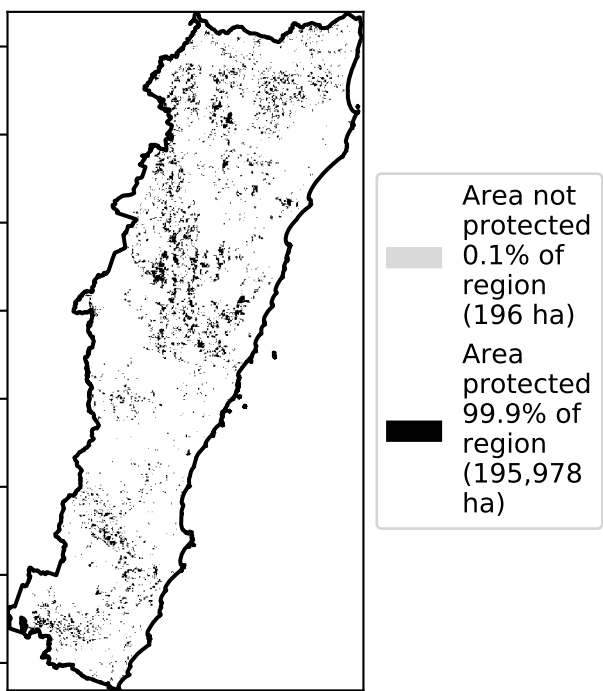 Area not
protected
0.1% of
region
(196 ha)
Area
protected
99.9% of
region
(195,978
ha)